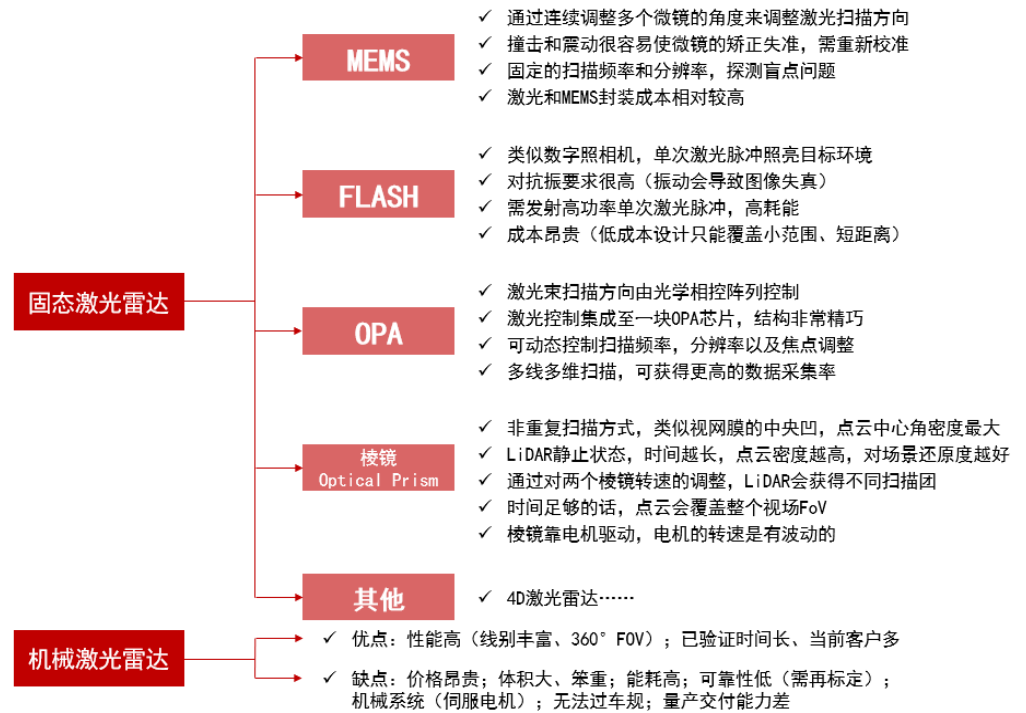 固态激光雷达
MEMS
✓ 通过连续调整多个微镜的角度来调整激光扫描方向
✓ 撞击和震动很容易使微镜的矫正失准，需重新校准
✓ 固定的扫描频率和分辨率，探测盲点问题
✓ 激光和MEMS封装成本相对较高
FLASH
✓ 类似数字照相机，单次激光脉冲照亮目标环境
✓ 对抗振要求很高（振动会导致图像失真）
✓ 需发射高功率单次激光脉冲，高耗能
✓ 成本昂贵（低成本设计只能覆盖小范围、短距离）
OPA
✓ 激光束扫描方向由光学相控阵列控制
✓ 激光控制集成至一块OPA芯片，结构非常精巧
✓ 可动态控制扫描频率，分辨率以及焦点调整
✓ 多线多维扫描，可获得更高的数据采集率
棱镜
Optical Prism
✓ 非重复扫描方式，类似视网膜的中央凹，点云中心角密度最大
✓ LiDAR静止状态，时间越长，点云密度越高，对场景还原度越好
✓ 通过对两个棱镜转速的调整，LiDAR会获得不同扫描团
✓ 时间足够的话，点云会覆盖整个视场FoV
✓ 棱镜靠电机驱动，电机的转速是有波动的
其他
✓ 4D激光雷达……
机械激光雷达
✓ 优点：性能高（线别丰富、360°FOV）；已验证时间长、当前客户多
✓ 缺点：价格昂贵；体积大、笨重；能耗高；可靠性低（需再标定）；
机械系统（伺服电机）；无法过车规；量产交付能力差